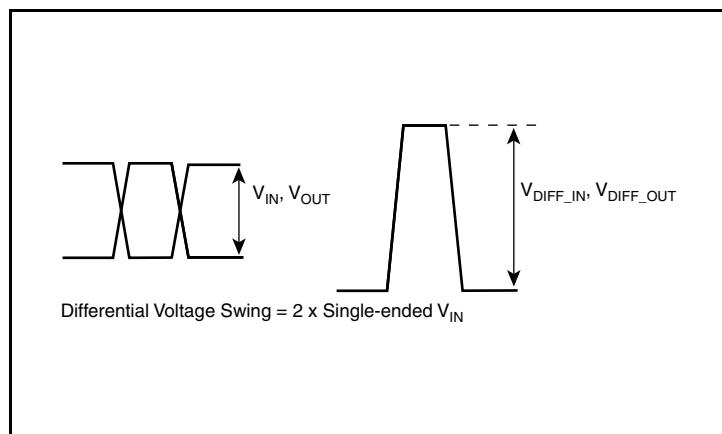 V_IN, V_OUT
V_DIFF_IN, V_DIFF_OUT
Differential Voltage Swing = 2 x Single-ended V_IN